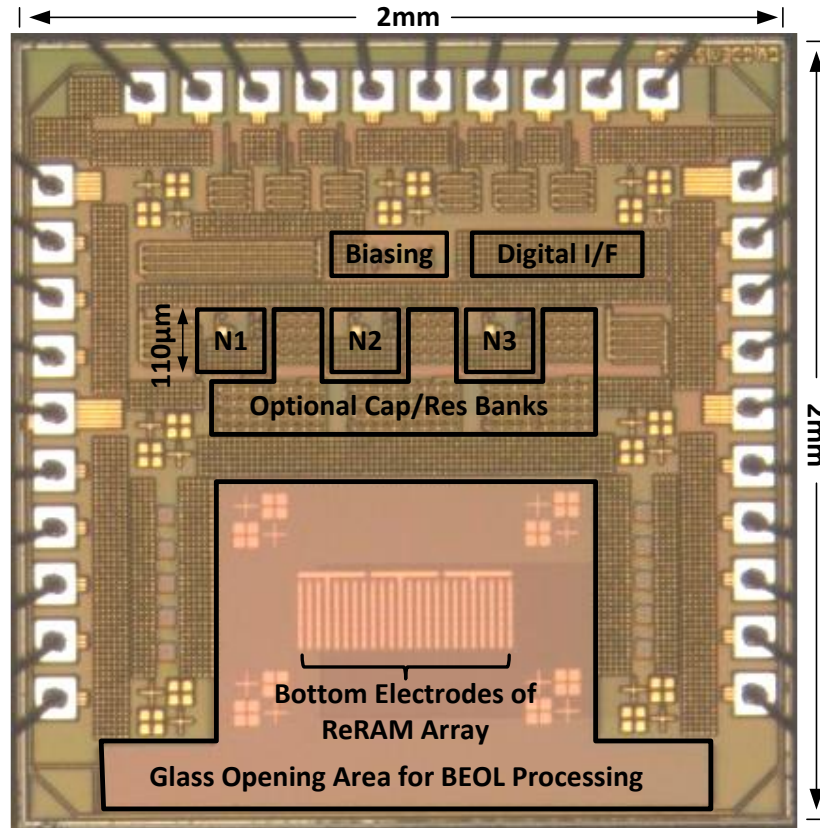 2mm
Biasing
Digital I/F
110µm
N1
N2
N3
Optional Cap/Res Banks
2mm
Bottom Electrodes of
ReRAM Array
Glass Opening Area for BEOL Processing